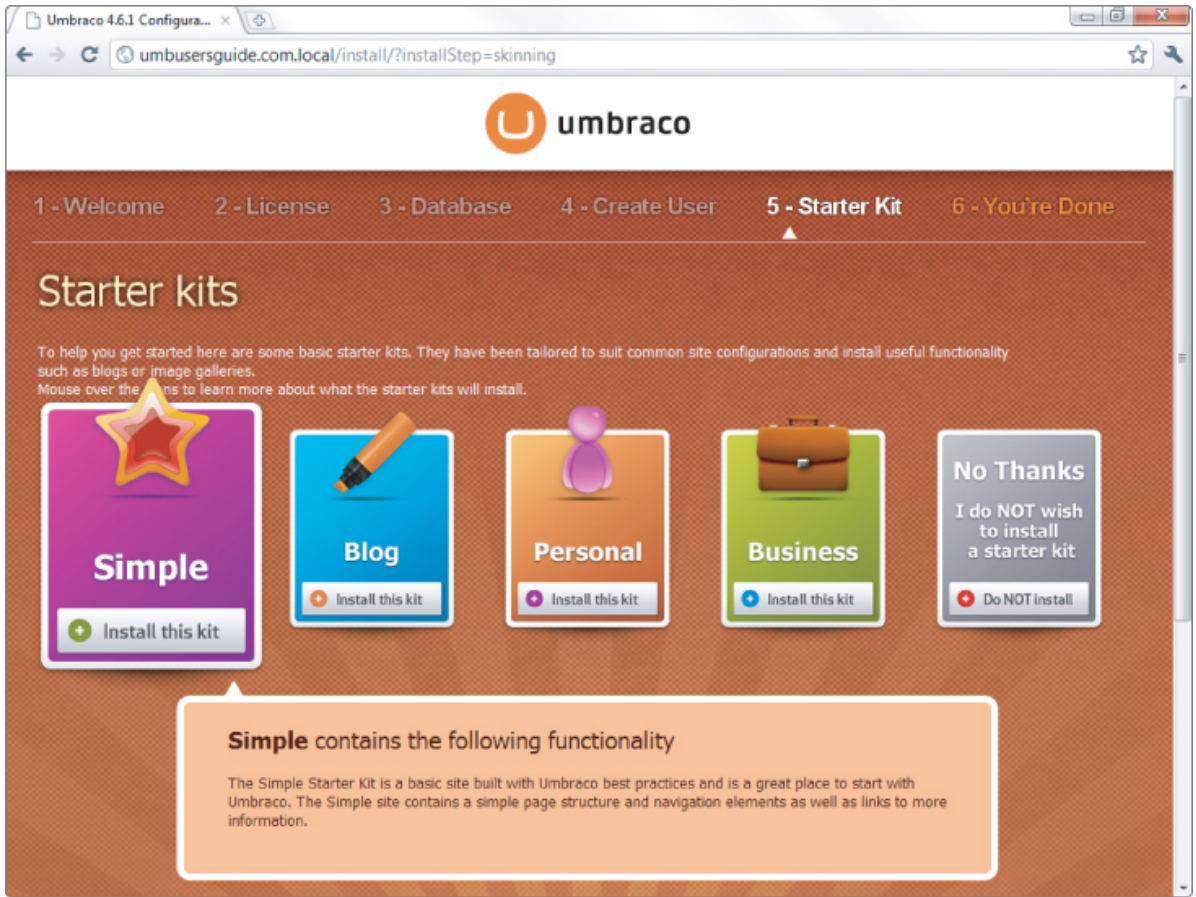 Umbraco 4.6.1 Configura...
umbusersguide.com.local/install/?installStep=skinning
umbraco
1 - Welcome
2 - License
3 - Database
4 - Create User
5 - Starter Kit
6 - You're Done
Starter kits
To help you get started here are some basic starter kits. They have been tailored to suit common site configurations and install useful functionality
such as blogs or image galleries.
Mouse over the to learn more about what the starter kits will install.
Simple
Install this kit
Blog
Install this kit
Personal
Install this kit
Business
Install this kit
No Thanks
I do NOT wish
to install
a starter kit
Do NOT install
Simple contains the following functionality
The Simple Starter Kit is a basic site built with Umbraco best practices and is a great place to start with
Umbraco. The Simple site contains a simple page structure and navigation elements as well as links to more
information.